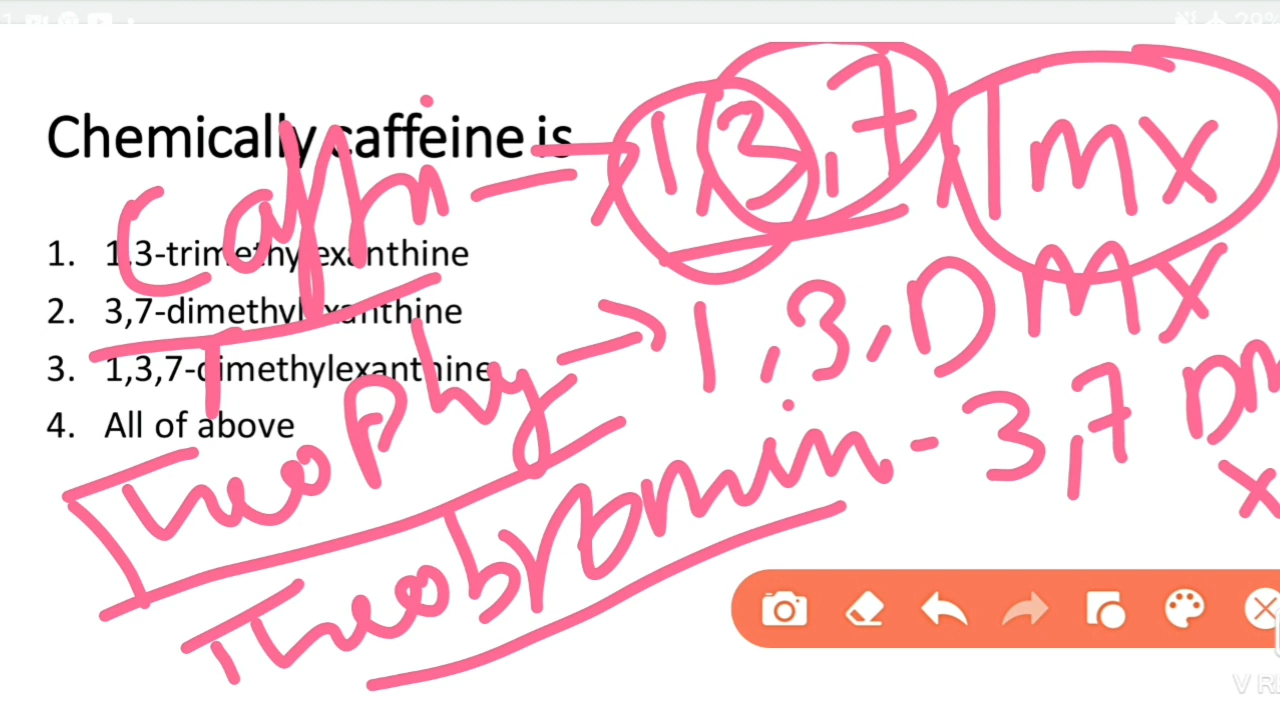 Chemically caffeine is
1. 1,3-trimethylexanthine
2. 3,7-dimethylexanthine
3. 1,3,7-dimethylexanthine
4. All of above
Caffin - 1,3,7,TMX
Theophy → 1,3,DMX
Theobromin - 3,7 DM
X